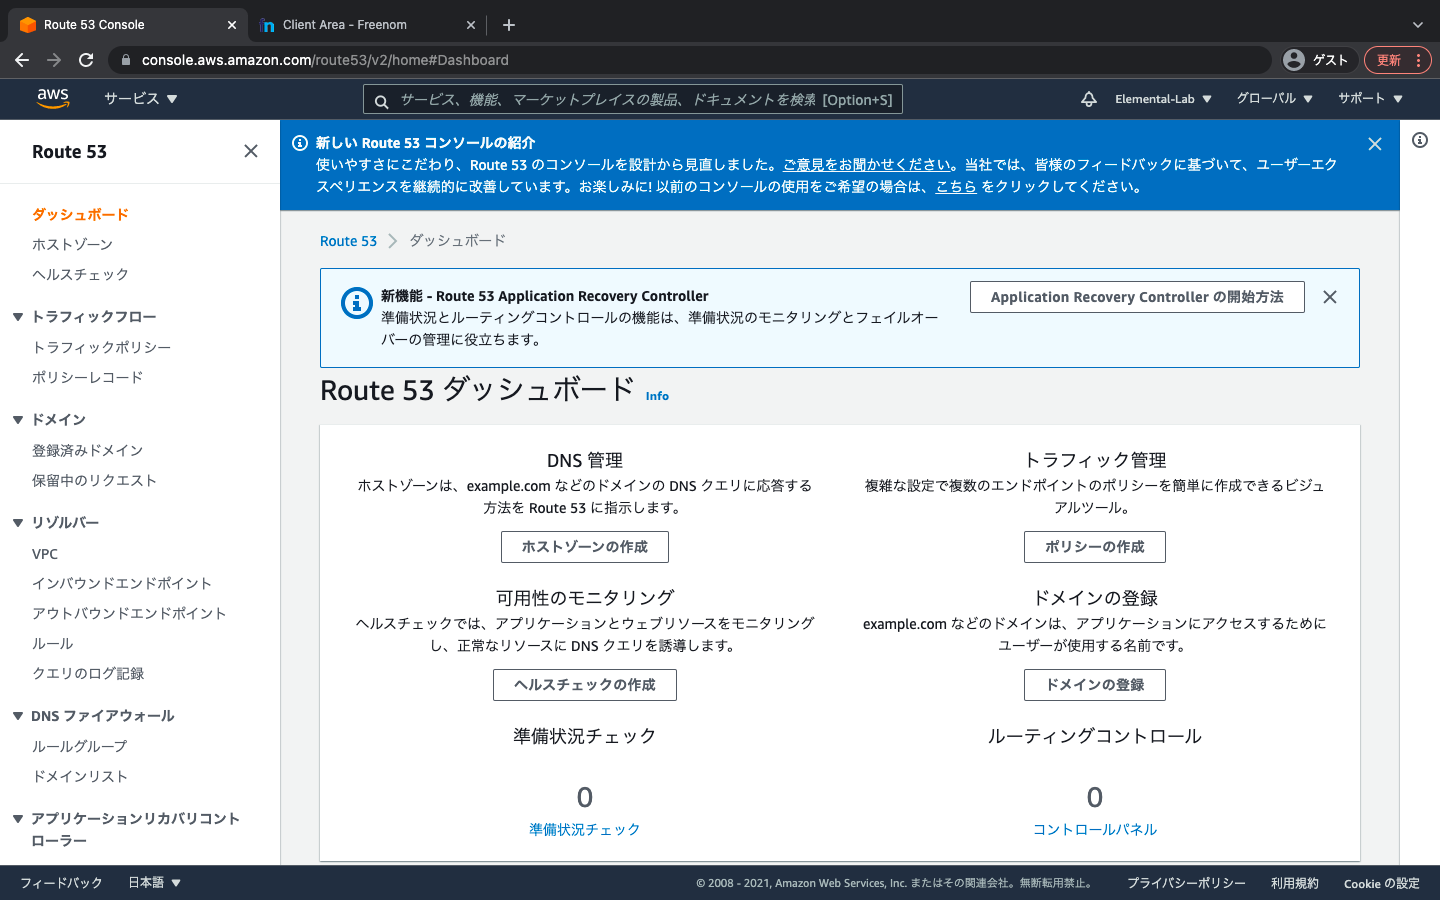 Route 53 Console
Client Area - Freenom
console.aws.amazon.com/route53/v2/home#Dashboard
ゲスト
更新
aws
サービス
サービス、機能、マーケットプレイスの製品、ドキュメントを検索 [Option+S]
Elemental-Lab
グローバル
サポート
Route 53
ダッシュボード
ホストゾーン
ヘルスチェック
トラフィックフロー
トラフィックポリシー
ポリシーレコード
ドメイン
登録済みドメイン
保留中のリクエスト
リゾルバー
VPC
インバウンドエンドポイント
アウトバウンドエンドポイント
ルール
クエリのログ記録
DNS ファイアウォール
ルールグループ
ドメインリスト
アプリケーションリカバリコント
ローラー
新しい Route 53 コンソールの紹介
使いやすさにこだわり、Route 53 のコンソールを設計から見直しました。ご意見をお聞かせください。当社では、皆様のフィードバックに基づいて、ユーザーエク
スペリエンスを継続的に改善しています。お楽しみに! 以前のコンソールの使用をご希望の場合は、こちら をクリックしてください。
Route 53
ダッシュボード
新機能 - Route 53 Application Recovery Controller
準備状況とルーティングコントロールの機能は、準備状況のモニタリングとフェイルオー
バーの管理に役立ちます。
Application Recovery Controller の開始方法
Route 53 ダッシュボード Info
DNS 管理
ホストゾーンは、example.com などのドメインの DNS クエリに応答する
方法を Route 53 に指示します。
ホストゾーンの作成
トラフィック管理
複雑な設定で複数のエンドポイントのポリシーを簡単に作成できるビジュ
アルツール。
ポリシーの作成
可用性のモニタリング
ヘルスチェックでは、アプリケーションとウェブリソースをモニタリング
し、正常なリソースに DNS クエリを誘導します。
ヘルスチェックの作成
ドメインの登録
example.com などのドメインは、アプリケーションにアクセスするために
ユーザーが使用する名前です。
ドメインの登録
準備状況チェック
0
準備状況チェック
ルーティングコントロール
0
コントロールパネル
フィードバック
日本語
© 2008 - 2021, Amazon Web Services, Inc. またはその関連会社。無断転用禁止。
プライバシーポリシー
利用規約
Cookie の設定